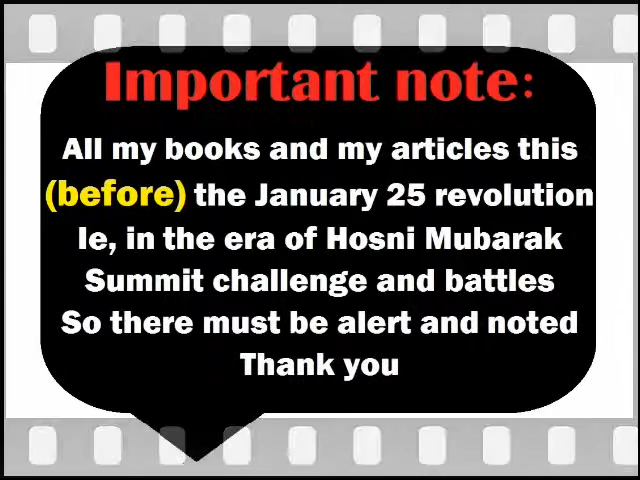 Important note:
All my books and my articles this
(before) the January 25 revolution
Ie, in the era of Hosni Mubarak
Summit challenge and battles
So there must be alert and noted
Thank you